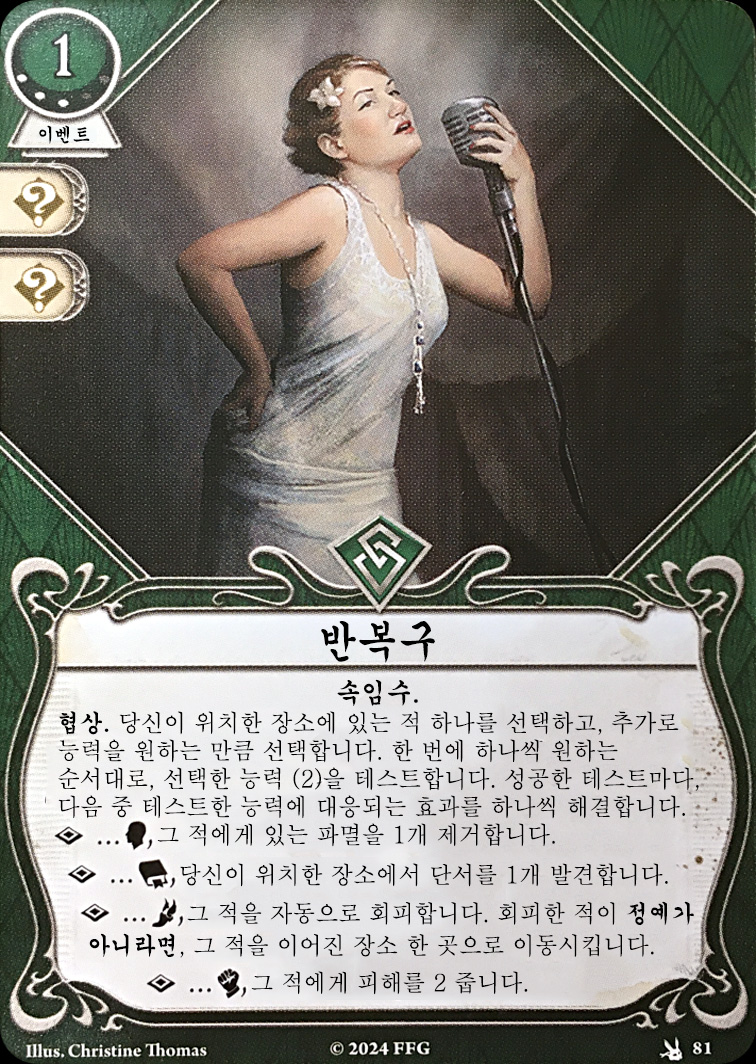 1
이벤트
?
?
반복구
속임수.
협상. 당신이 위치한 장소에 있는 적 하나를 선택하고, 추가로
능력을 원하는 만큼 선택합니다. 한 번에 하나씩 원하는
순서대로, 선택한 능력 (2)을 테스트합니다. 성공한 테스트마다,
다음 중 테스트한 능력에 대응되는 효과를 하나씩 해결합니다.
...,그 적에게 있는 파멸을 1개 제거합니다.
...,당신이 위치한 장소에서 단서를 1개 발견합니다.
...,그 적을 자동으로 회피합니다. 회피한 적이 정예가
아니라면, 그 적을 이어진 장소 한 곳으로 이동시킵니다.
...,그 적에게 피해를 2 줍니다.
Illus. Christine Thomas
© 2024 FFG
81